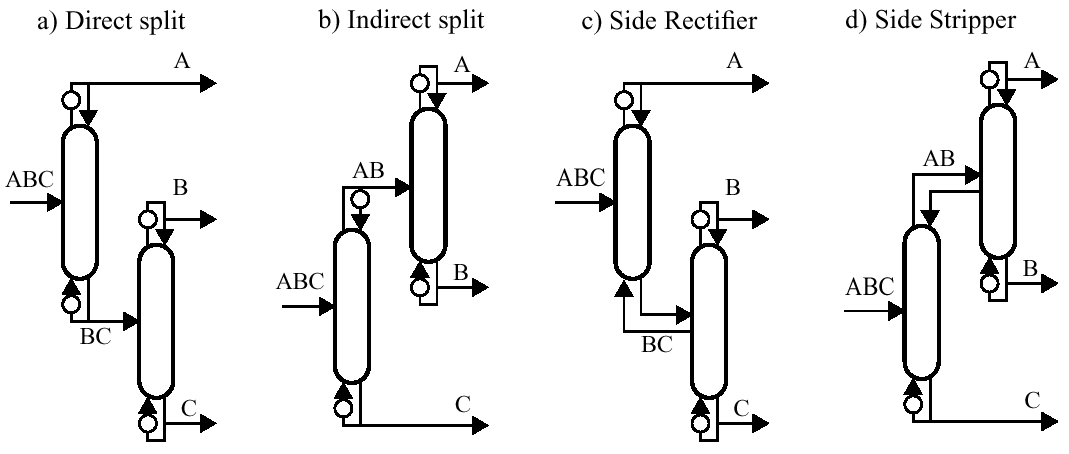 a) Direct split
A
ABC
B
BC
C
b) Indirect split
A
AB
ABC
B
C
c) Side Rectifier
A
ABC
B
BC
C
d) Side Stripper
A
AB
ABC
B
C